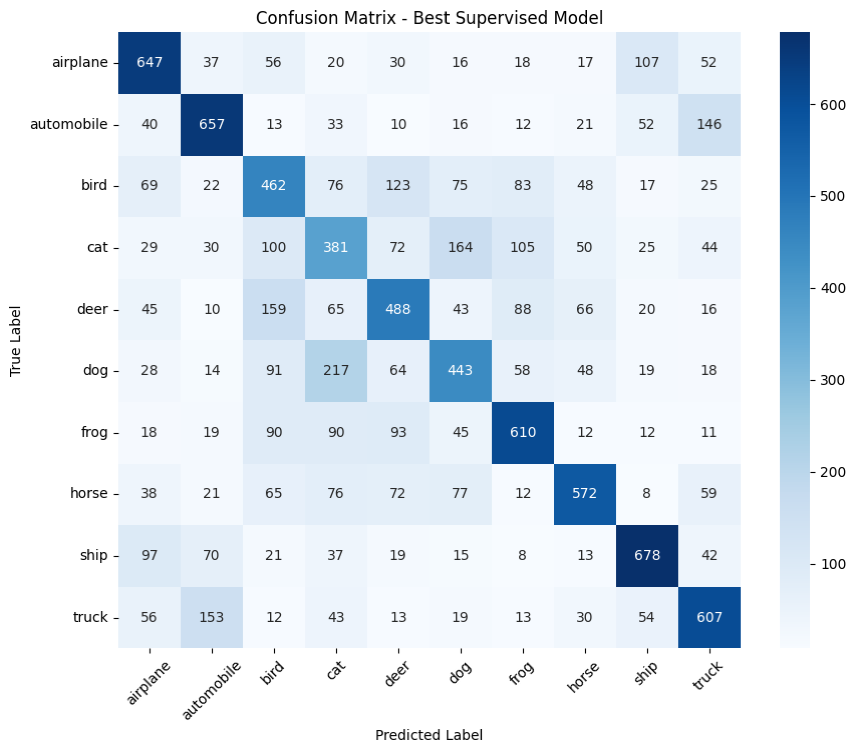 Confusion Matrix - Best Supervised Model
airplane 647 37 56 20 30 16 18 17 107 52
automobile 40 657 13 33 10 16 12 21 52 146
bird 69 22 462 76 123 75 83 48 17 25
cat 29 30 100 381 72 164 105 50 25 44
deer 45 10 159 65 488 43 88 66 20 16
dog 28 14 91 217 64 443 58 48 19 18
frog 18 19 90 90 93 45 610 12 12 11
horse 38 21 65 76 72 77 12 572 8 59
ship 97 70 21 37 19 15 8 13 678 42
truck 56 153 12 43 13 19 13 30 54 607
airplane automobile bird cat deer dog frog horse ship truck
Predicted Label
True Label
600
500
400
300
200
100